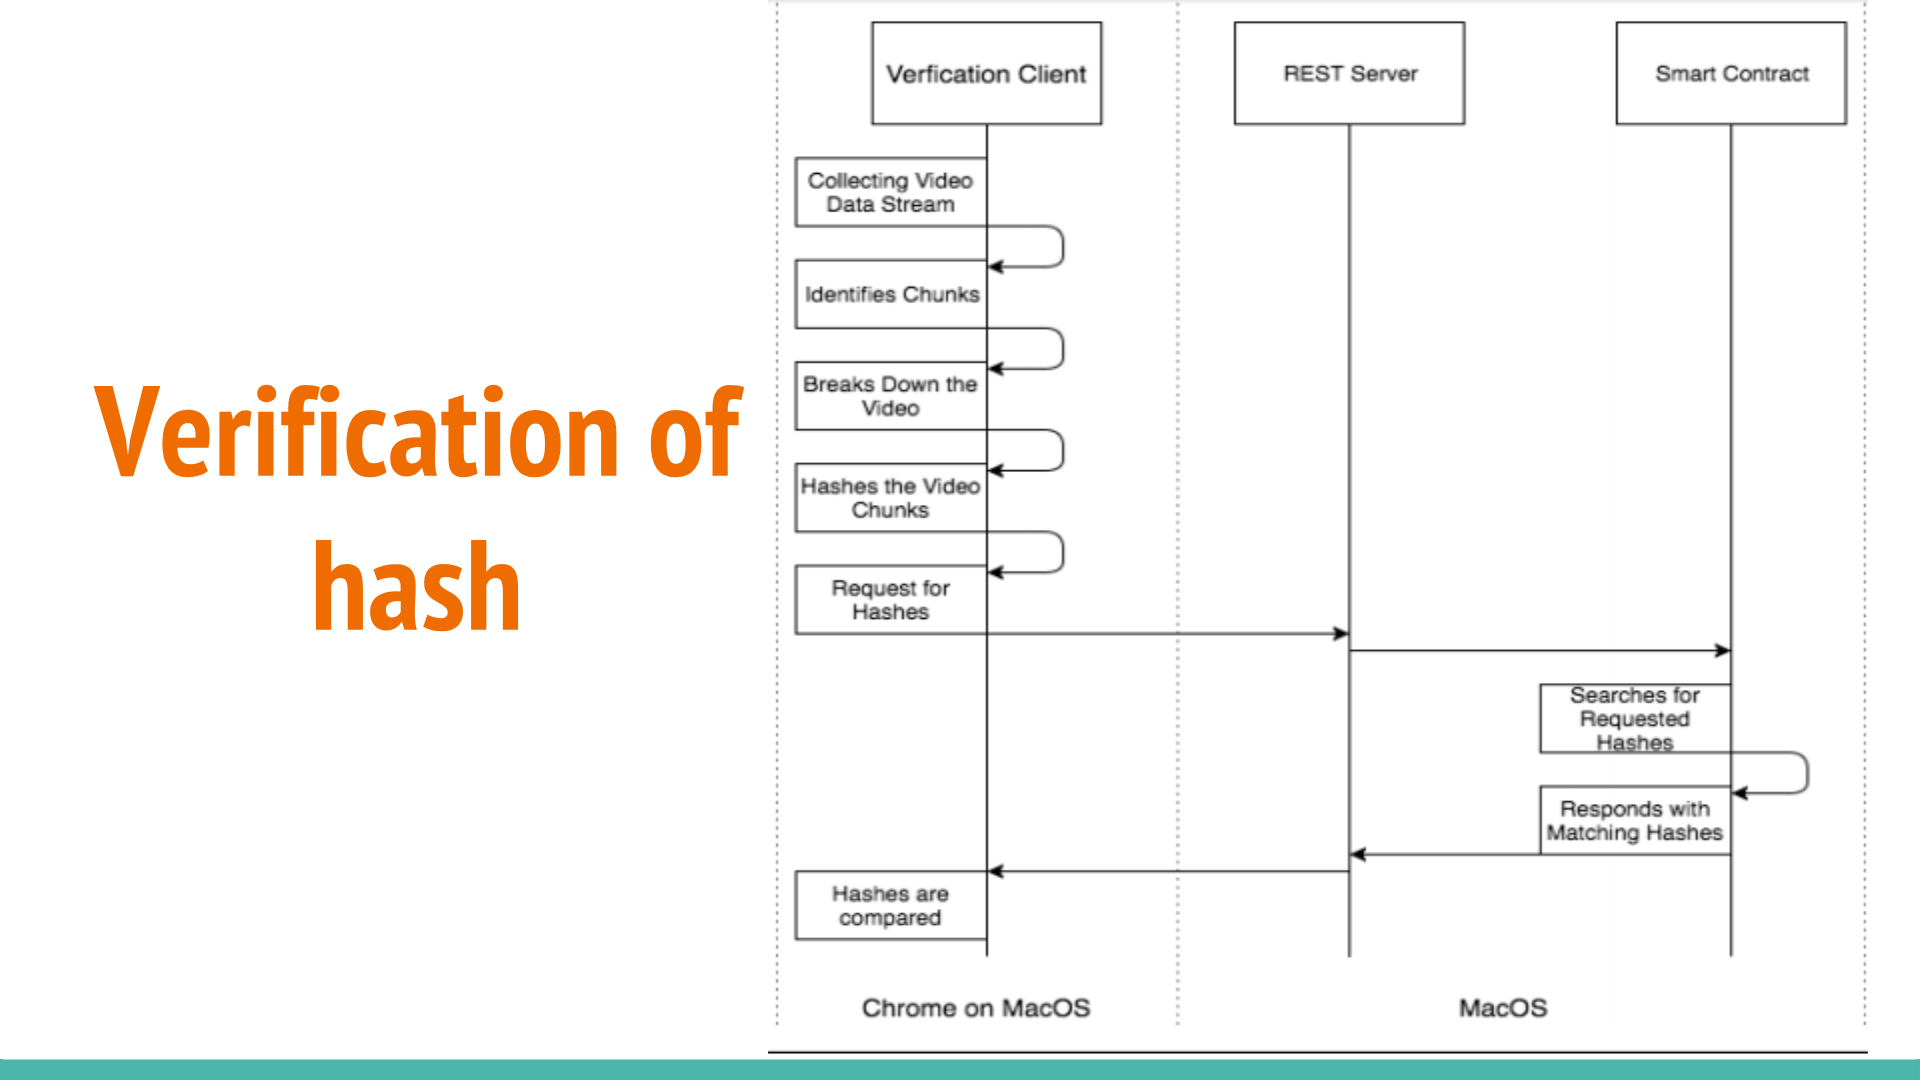 Verification of
hash
Verfication Client
REST Server
Smart Contract
Collecting Video
Data Stream
Identifies Chunks
Breaks Down the
Video
Hashes the Video
Chunks
Request for
Hashes
Searches for
Requested
Hashes
Responds with
Matching Hashes
Hashes are
compared
Chrome on MacOS
MacOS